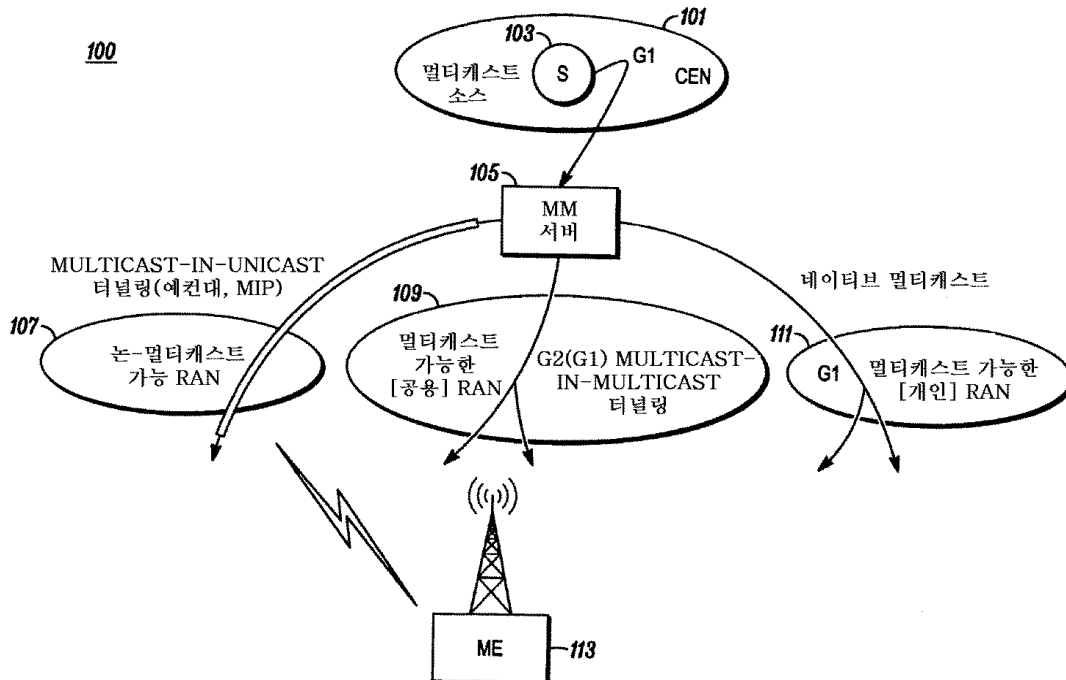 100
101
103
G1
S
CEN
멀티캐스트
소스
105
MM
서버
MULTICAST-IN-UNICAST
터널링(예컨대, MIP)
네이티브 멀티캐스트
107
논-멀티캐스트
가능 RAN
109
멀티캐스트
가능한
[공용] RAN
G2(G1) MULTICAST-
IN-MULTICAST
터널링
111
G1
멀티캐스트 가능한
[개인] RAN
ME
113